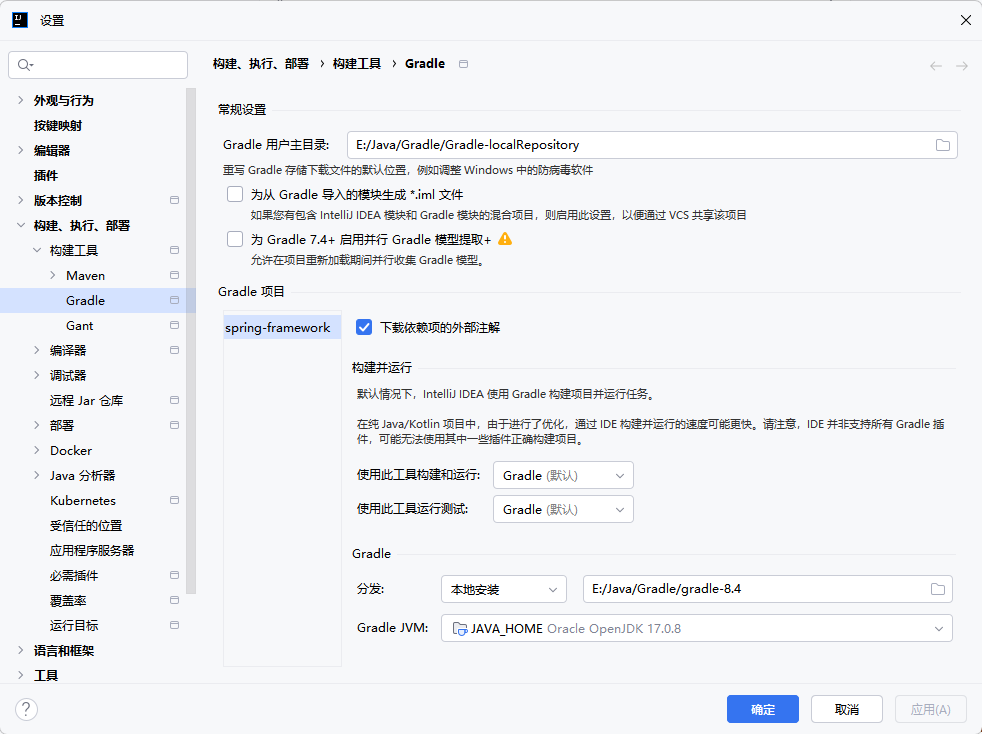 设置
构建、执行、部署 › 构建工具 › Gradle
外观与行为
按键映射
编辑器
插件
版本控制
构建、执行、部署
构建工具
Maven
Gradle
Gant
编译器
调试器
远程 Jar 仓库
部署
Docker
Java 分析器
Kubernetes
受信任的位置
应用程序服务器
必需插件
覆盖率
运行目标
语言和框架
工具
常规设置
Gradle 用户主目录: E:/Java/Gradle/Gradle-localRepository
重写 Gradle 存储下载文件的默认位置，例如调整 Windows 中的防病毒软件
为从 Gradle 导入的模块生成 *.iml 文件
如果您有包含 IntelliJ IDEA 模块和 Gradle 模块的混合项目，则启用此设置，以便通过 VCS 共享该项目
为 Gradle 7.4+ 启用并行 Gradle 模型提取+
允许在项目重新加载期间并行收集 Gradle 模型。
Gradle 项目
spring-framework
下载依赖项的外部注解
构建并运行
默认情况下，IntelliJ IDEA 使用 Gradle 构建项目并运行任务。
在纯 Java/Kotlin 项目中，由于进行了优化，通过 IDE 构建并运行的速度可能更快。请注意，IDE 并非支持所有 Gradle 插
件，可能无法使用其中一些插件正确构建项目。
使用此工具构建和运行: Gradle (默认)
使用此工具运行测试: Gradle (默认)
Gradle
分发: 本地安装 E:/Java/Gradle/gradle-8.4
Gradle JVM: JAVA_HOME Oracle OpenJDK 17.0.8
?
确定 取消 应用(A)